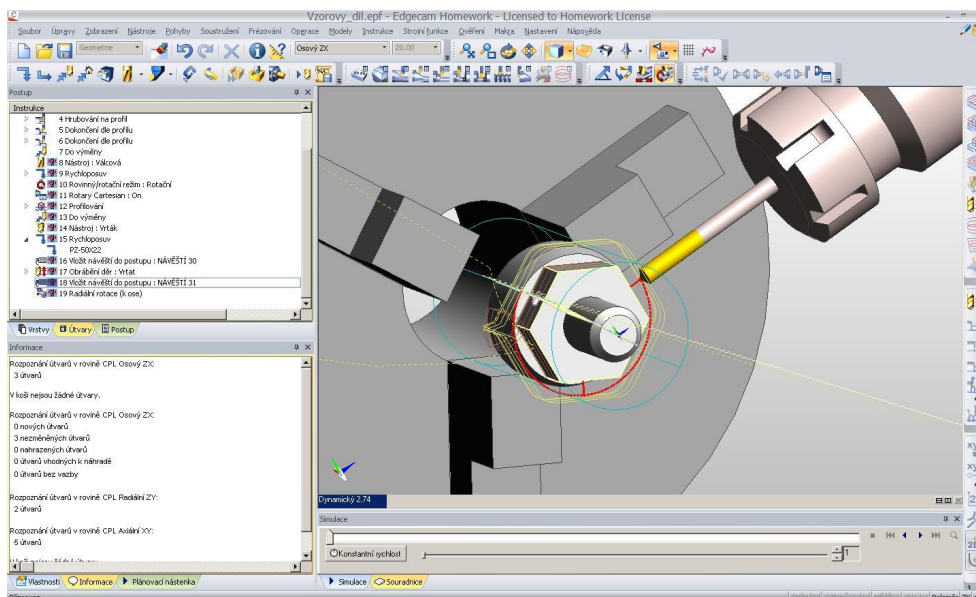 Vzorovy_dil.epf - Edgecam Homework - Licensed to Homework License
Soubor Úpravy Zobrazení Nástroje Polohy Soustružení Frézování Operace Modely Instrukce Strojní funkce Ověření Makra Nastavení Nápověda
Geometrie Osový ZX 20.00
Postup
Instrukce
4 Hrubování na profil
5 Dokončení dle profilu
6 Dokončení dle profilu
7 Do výměny
8 Nástroj : Válcová
9 Rychloposuv
10 Rovinný/rotační režim : Rotační
11 Rotary Cartesian : On
12 Profilování
13 Do výměny
14 Nástroj : Vrták
15 Rychloposuv
PZ-50X22
16 Vložit návěští do postupu : NÁVĚŠTÍ 30
17 Obrábění děr : Vrtat
18 Vložit návěští do postupu : NÁVĚŠTÍ 31
19 Radiální rotace (k ose)
Vrstvy Útvary Postup
Informace
Rozpoznání útvarů v rovině CPL Osový ZX:
3 útvarů
V koši nejsou žádné útvary.
Rozpoznání útvarů v rovině CPL Osový ZX:
0 nových útvarů
3 nezměněných útvarů
0 nahrazených útvarů
0 útvarů vhodných k náhradě
0 útvarů bez vazby
Rozpoznání útvarů v rovině CPL Radiální ZY:
2 útvarů
Rozpoznání útvarů v rovině CPL Axiální XY:
5 útvarů
Vlastnosti Informace Plánovací nástenka
Dynamický 2.74
Simulace
Konstantní rychlost 1
Simulace Souradnice